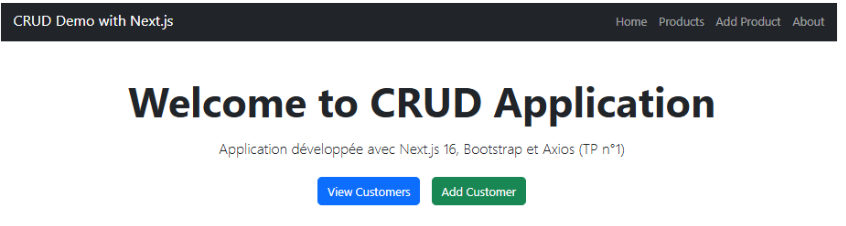 CRUD Demo with Next.js
Home Products Add Product About
Welcome to CRUD Application
Application développée avec Next.js 16, Bootstrap et Axios (TP n°1)
View Customers Add Customer